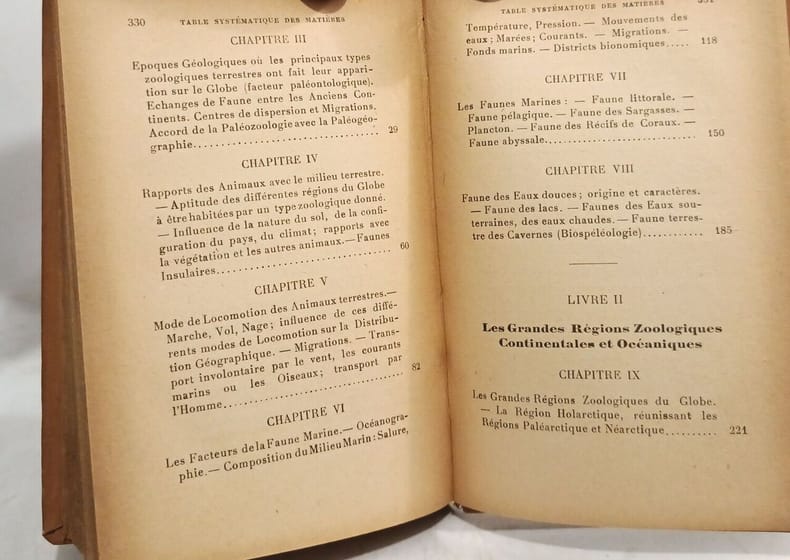 330 TABLE SYSTÉMATIQUE DES MATIÈRES
CHAPITRE III
Epoques Géologiques où les principaux types
zoologiques terrestres ont fait leur appari-
tion sur le Globe (facteur paléontologique).
Echanges de Faune entre les Anciens Con-
tinents. Centres de dispersion et Migrations.
Accord de la Paléozoologie avec la Paléogéo-
graphie.................................. 29
CHAPITRE IV
Rapports des Animaux avec le milieu terrestre.
— Aptitude des différentes régions du Globe
à être habitées par un type zoologique donné.
— Influence de la nature du sol, de la confi-
guration du pays, du climat; rapports avec
la végétation et les autres animaux. — Faunes
Insulaires.................................. 60
CHAPITRE V
Mode de Locomotion des Animaux terrestres.—
Marche, Vol, Nage; influence de ces diffé-
rents modes de Locomotion sur la Distribu-
tion Géographique. — Migrations. — Trans-
port involontaire par le vent, les courants
marins ou les Oiseaux; transport par
l'Homme.................................. 82
CHAPITRE VI
Les Facteurs de la Faune Marine.— Océanogra-
phie.— Composition du Milieu Marin: Salure,
TABLE SYSTÉMATIQUE DES MATIÈRES
Température, Pression. — Mouvements des
eaux; Marées; Courants. — Migrations. —
Fonds marins. — Districts bionomiques..... 118
CHAPITRE VII
Les Faunes Marines: — Faune littorale. —
Faune pélagique. — Faune des Sargasses. —
Plancton. — Faune des Récifs de Coraux. —
Faune abyssale.......................... 150
CHAPITRE VIII
Faune des Eaux douces; origine et caractères.
— Faune des lacs. — Faunes des Eaux sou-
terraines, des eaux chaudes. — Faune terres-
tre des Cavernes (Biospéléologie)............ 185
LIVRE II
Les Grandes Régions Zoologiques
Continentales et Océaniques
CHAPITRE IX
Les Grandes Régions Zoologiques du Globe.
— La Région Holarctique, réunissant les
Régions Paléarctique et Néarctique.......... 221